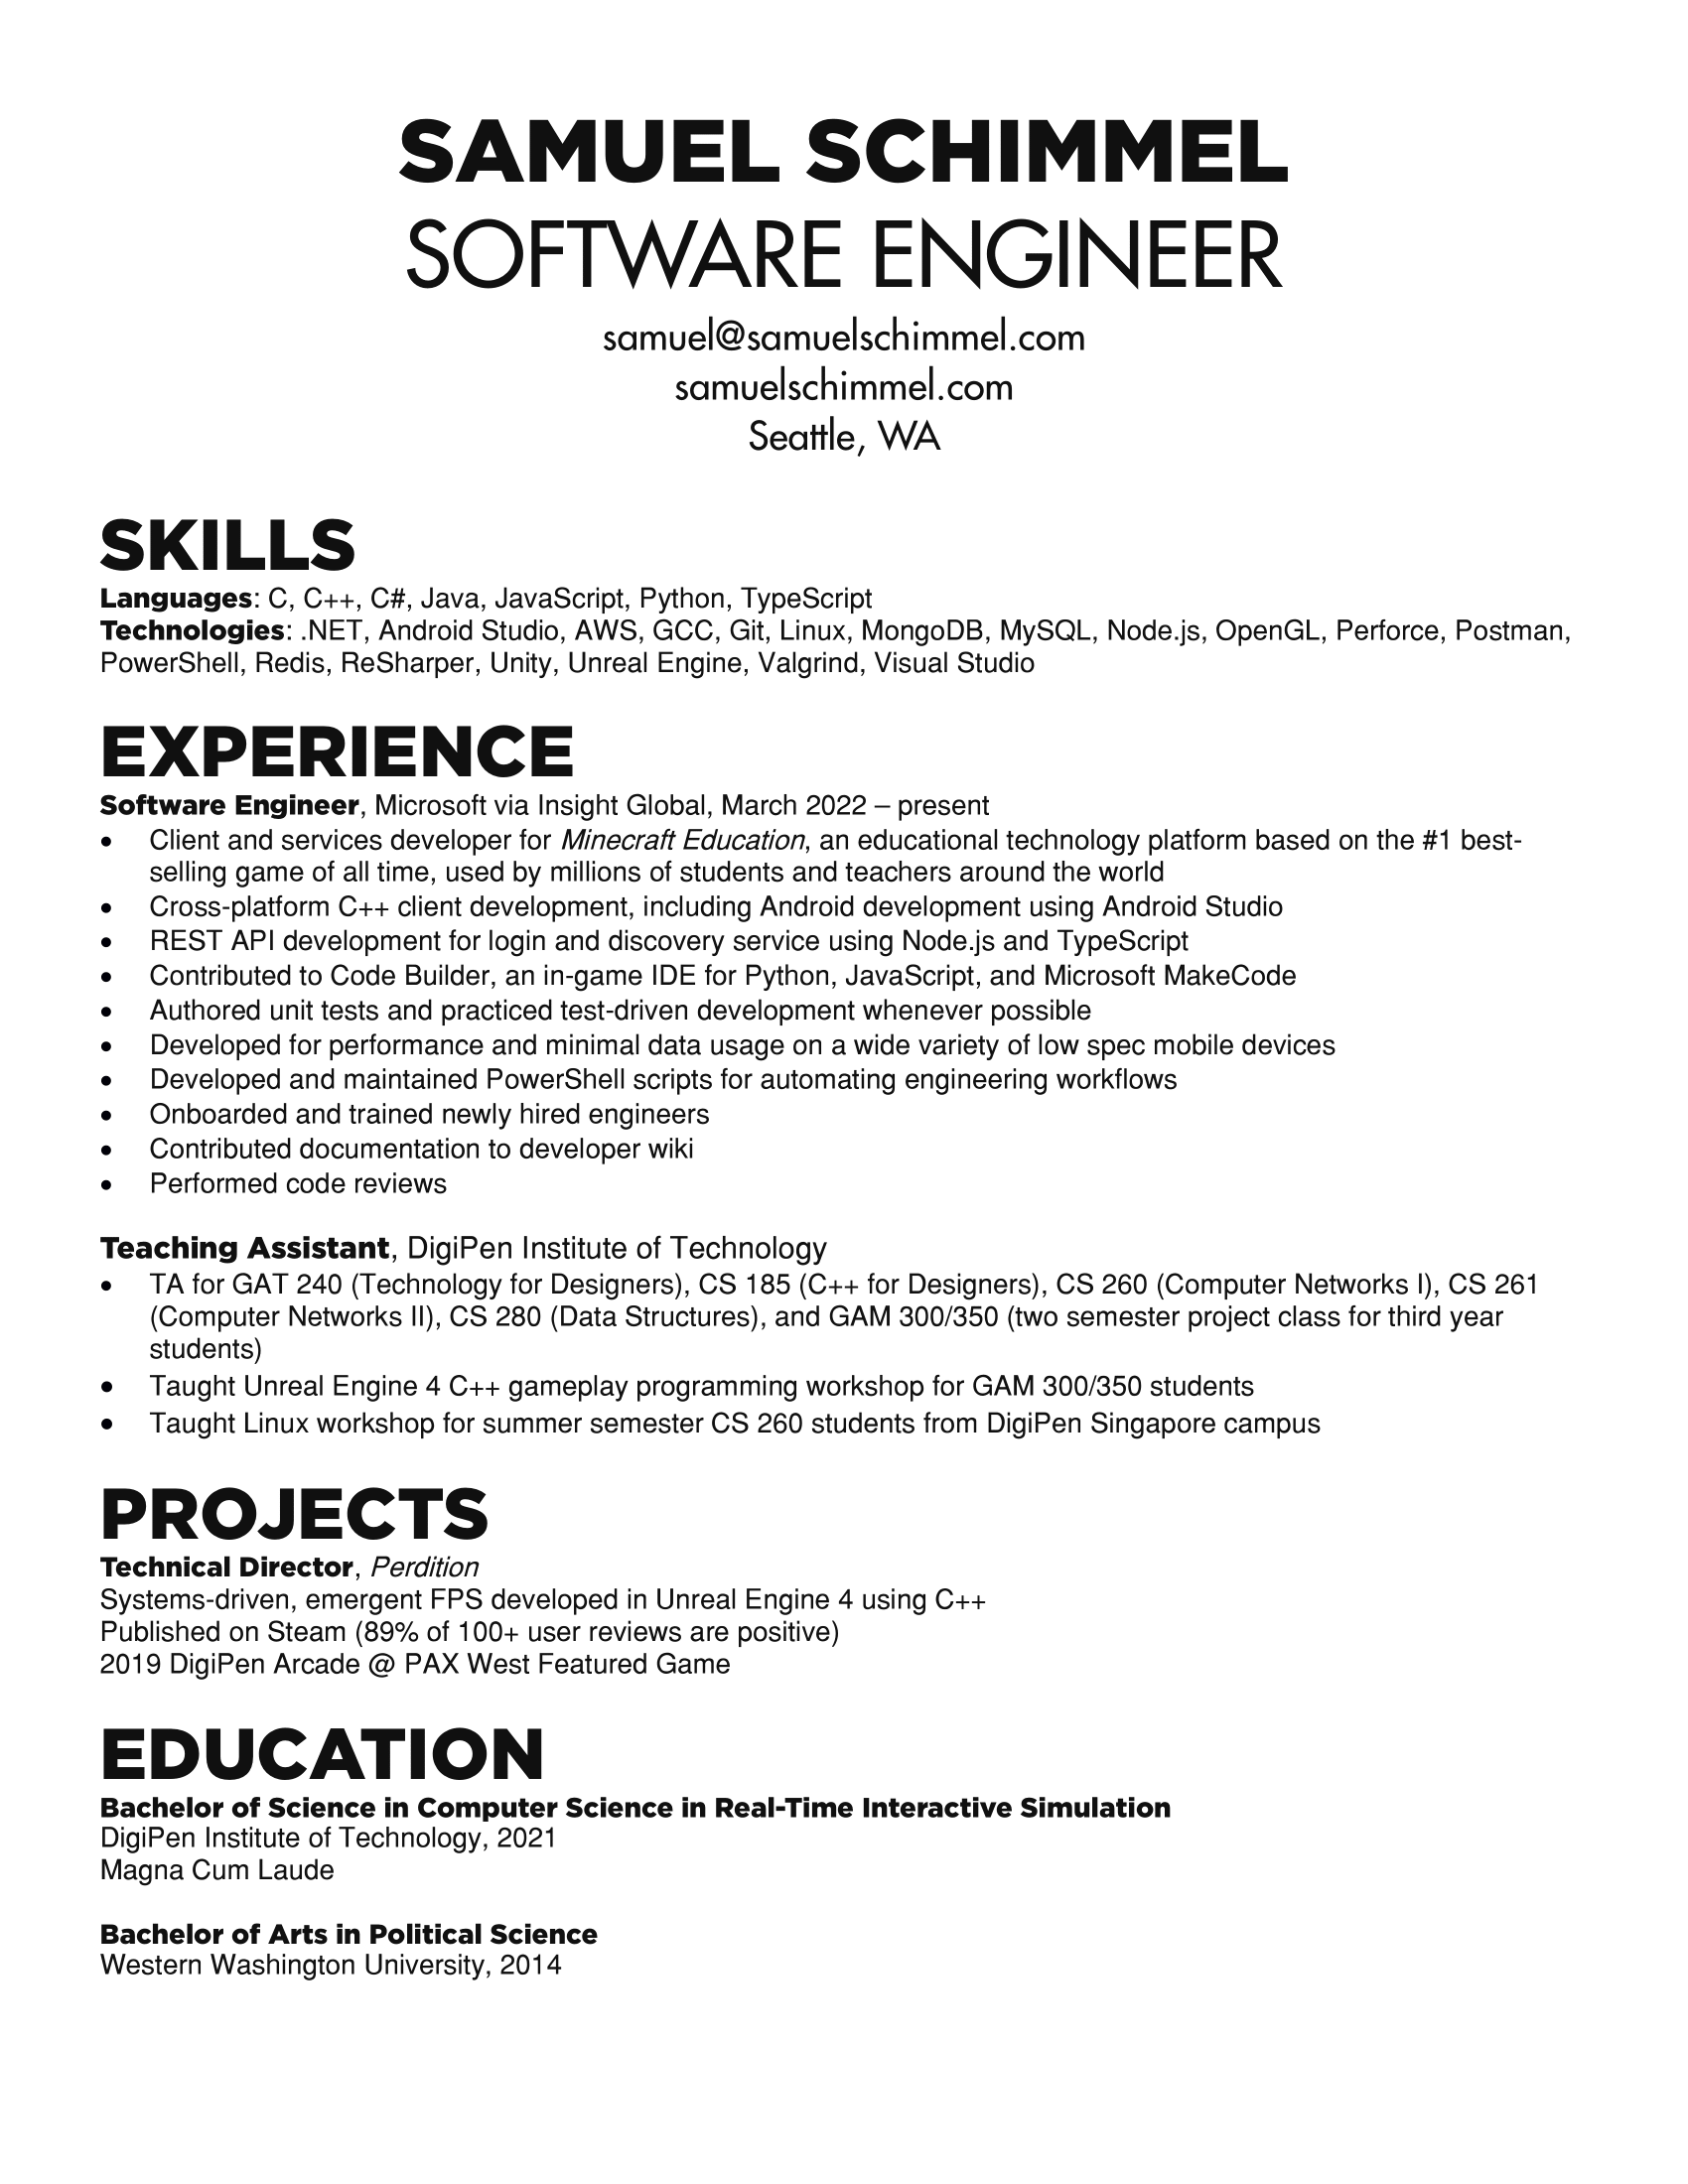 SAMUEL SCHIMMEL
SOFTWARE ENGINEER
samuel@samuelschimmel.com
samuelschimmel.com
Seattle, WA
SKILLS
Languages: C, C++, C#, Java, JavaScript, Python, TypeScript
Technologies: .NET, Android Studio, AWS, GCC, Git, Linux, MongoDB, MySQL, Node.js, OpenGL, Perforce, Postman,
PowerShell, Redis, ReSharper, Unity, Unreal Engine, Valgrind, Visual Studio
EXPERIENCE
Software Engineer, Microsoft via Insight Global, March 2022 – present
• Client and services developer for Minecraft Education, an educational technology platform based on the #1 best-
selling game of all time, used by millions of students and teachers around the world
• Cross-platform C++ client development, including Android development using Android Studio
• REST API development for login and discovery service using Node.js and TypeScript
• Contributed to Code Builder, an in-game IDE for Python, JavaScript, and Microsoft MakeCode
• Authored unit tests and practiced test-driven development whenever possible
• Developed for performance and minimal data usage on a wide variety of low spec mobile devices
• Developed and maintained PowerShell scripts for automating engineering workflows
• Onboarded and trained newly hired engineers
• Contributed documentation to developer wiki
• Performed code reviews
Teaching Assistant, DigiPen Institute of Technology
• TA for GAT 240 (Technology for Designers), CS 185 (C++ for Designers), CS 260 (Computer Networks I), CS 261
(Computer Networks II), CS 280 (Data Structures), and GAM 300/350 (two semester project class for third year
students)
• Taught Unreal Engine 4 C++ gameplay programming workshop for GAM 300/350 students
• Taught Linux workshop for summer semester CS 260 students from DigiPen Singapore campus
PROJECTS
Technical Director, Perdition
Systems-driven, emergent FPS developed in Unreal Engine 4 using C++
Published on Steam (89% of 100+ user reviews are positive)
2019 DigiPen Arcade @ PAX West Featured Game
EDUCATION
Bachelor of Science in Computer Science in Real-Time Interactive Simulation
DigiPen Institute of Technology, 2021
Magna Cum Laude
Bachelor of Arts in Political Science
Western Washington University, 2014